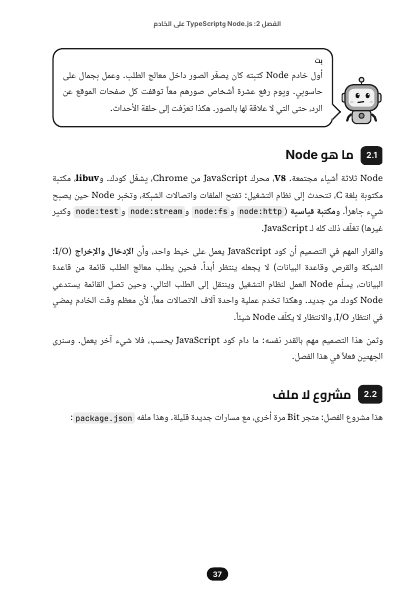 الفصل 2: Node.js وTypeScript على الخادم
بت
أول خادم Node كتبته كان يصغّر الصور داخل معالج الطلب. وعمل بجمال على
حاسوبي. ويوم رفع عشرة أشخاص صورهم معاً توقفت كل صفحات الموقع عن
الرد، حتى التي لا علاقة لها بالصور. هكذا تعرّفت إلى حلقة الأحداث.
2.1 ما هو Node
Node ثلاثة أشياء مجتمعة. V8، محرك JavaScript من Chrome، يشغّل كودك. وlibuv، مكتبة
مكتوبة بلغة C، تتحدث إلى نظام التشغيل: تفتح الملفات واتصالات الشبكة، وتخبر Node حين يصبح
شيء جاهزاً. ومكتبة قياسية (node:http وnode:fs وnode:stream وnode:test وكثير
غيرها) تغلّف ذلك كله لـ JavaScript.
والقرار المهم في التصميم أن كود JavaScript يعمل على خيط واحد، وأن الإدخال والإخراج (I/O:
الشبكة والقرص وقاعدة البيانات) لا يجعله ينتظر أبداً. فحين يطلب معالج الطلب قائمة من قاعدة
البيانات، يسلّم Node العمل لنظام التشغيل وينتقل إلى الطلب التالي. وحين تصل القائمة يستدعي
Node كودك من جديد. وهكذا تخدم عملية واحدة آلاف الاتصالات معاً، لأن معظم وقت الخادم يمضي
في انتظار I/O، والانتظار لا يكلّف Node شيئاً.
وثمن هذا التصميم مهم بالقدر نفسه: ما دام كود JavaScript يحسب، فلا شيء آخر يعمل. وسنرى
الجهتين فعلاً في هذا الفصل.
2.2 مشروع لا ملف
هذا مشروع الفصل: متجر Bit مرة أخرى، مع مسارات جديدة قليلة. وهذا ملفه package.json:
37